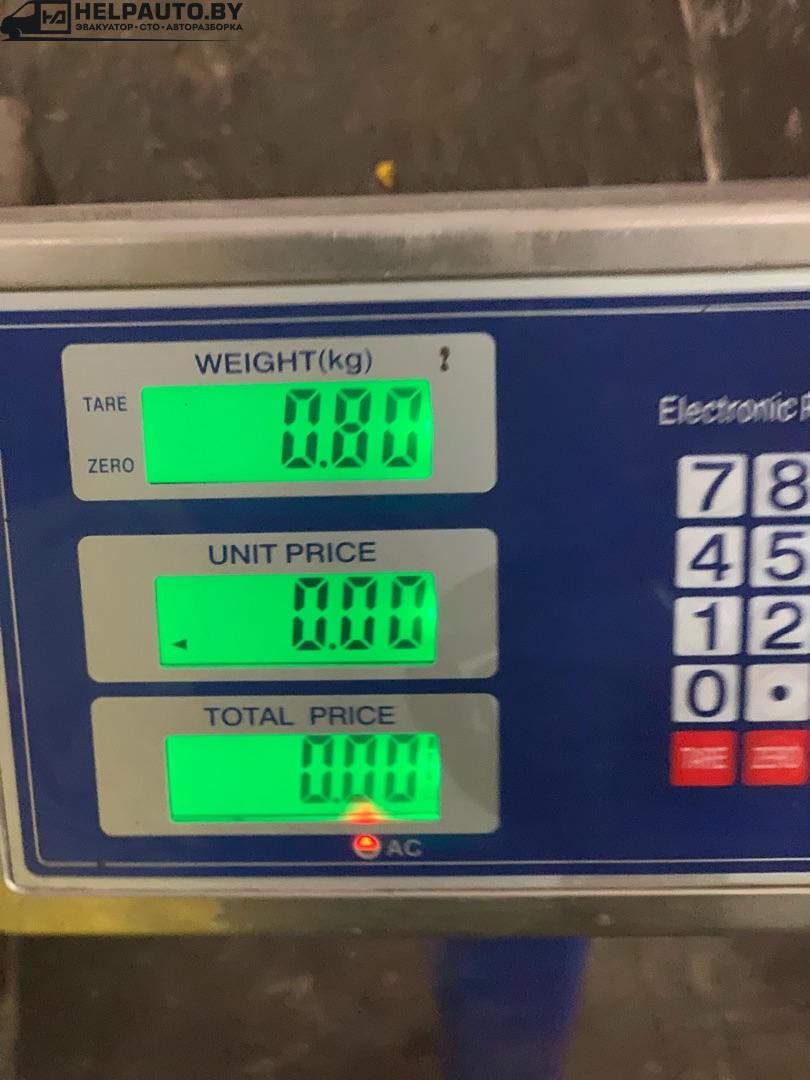 HELPAUTO.BY
ЭВАКУАТОР·СТО·АВТОРАЗБОРКА
WEIGHT(kg)
TARE
0.80
ZERO
Electronic
7 8
UNIT PRICE
4 5
0.00
1 2
TOTAL PRICE
0 •
0.00
TARE ZERO
AC